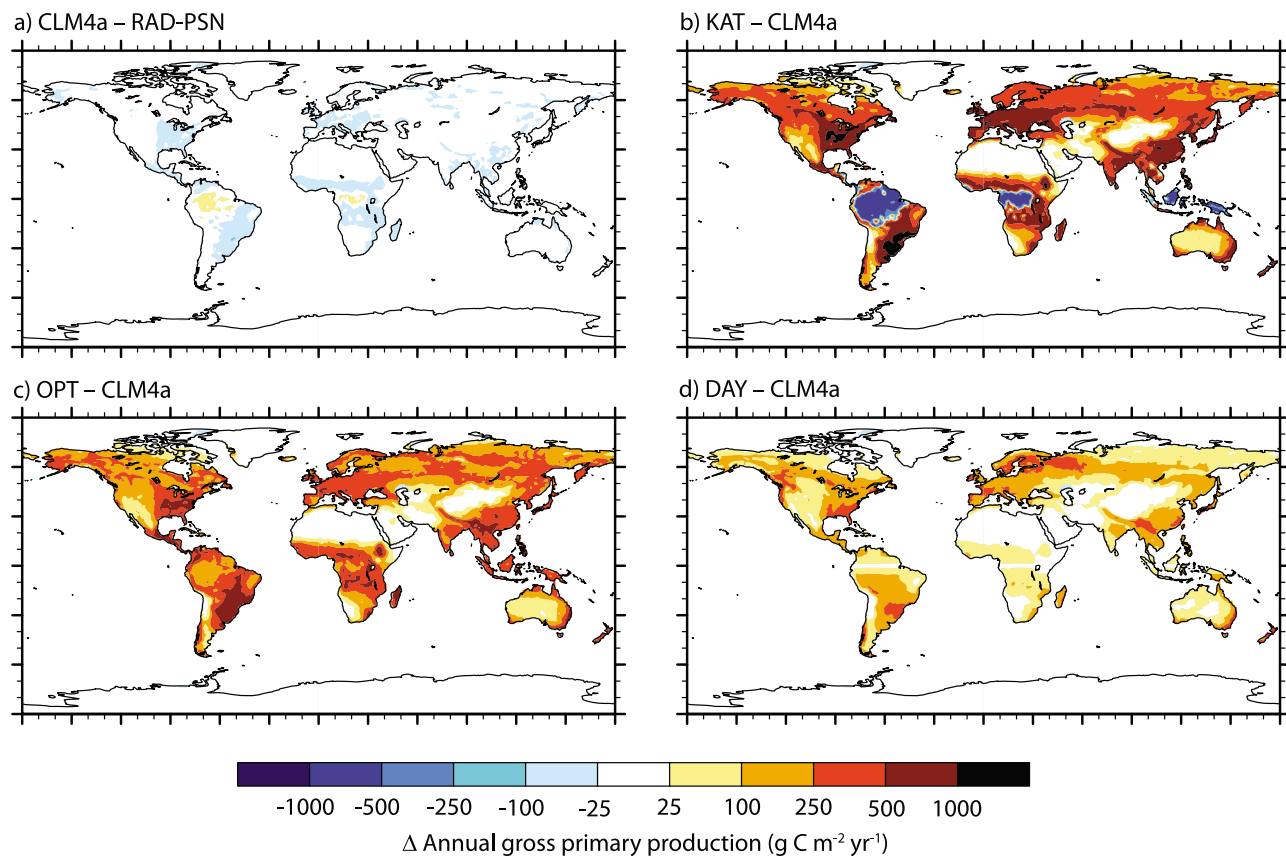 a) CLM4a – RAD-PSN
b) KAT – CLM4a
c) OPT – CLM4a
d) DAY – CLM4a
-1000 -500 -250 -100 -25 25 100 250 500 1000
Δ Annual gross primary production (g C m⁻² yr⁻¹)